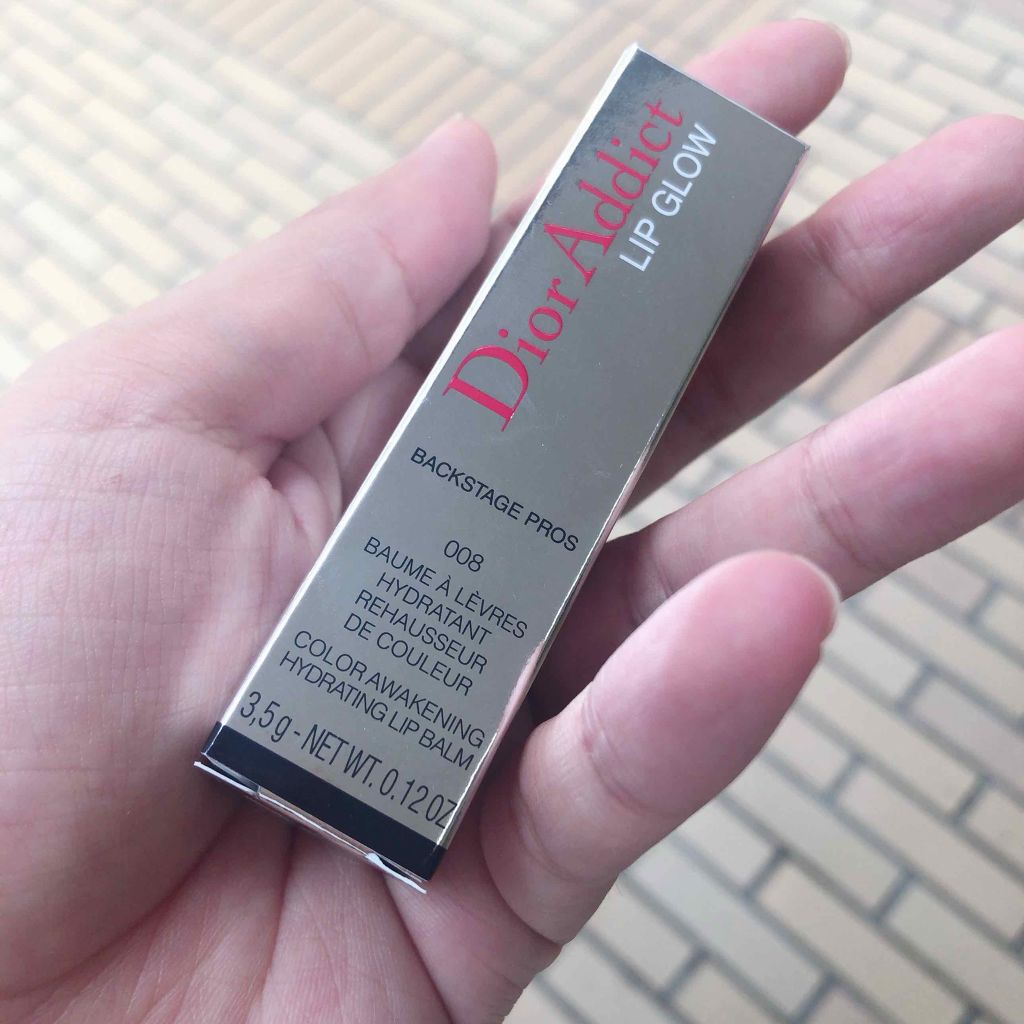 Dior Addict
LIP GLOW
BACKSTAGE PROS
008
BAUME À LÈVRES
HYDRATANT
REHAUSSEUR
DE COULEUR
COLOR AWAKENING
HYDRATING LIP BALM
3,5g - NET WT. 0.12 OZ